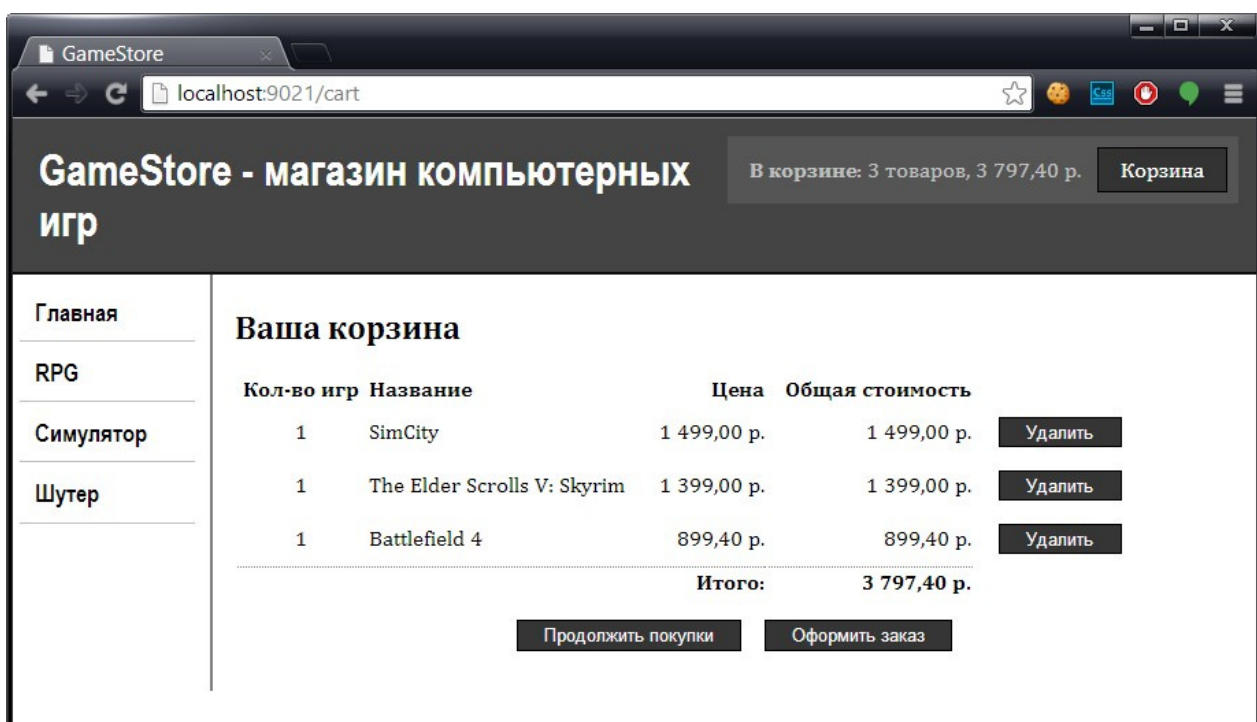 GameStore
localhost:9021/cart
Css
GameStore - магазин компьютерных
игр
В корзине: 3 товаров, 3 797,40 р.
Корзина
Главная
RPG
Симулятор
Шутер
Ваша корзина
Кол-во игр Название Цена Общая стоимость
1 SimCity 1 499,00 р. 1 499,00 р. Удалить
1 The Elder Scrolls V: Skyrim 1 399,00 р. 1 399,00 р. Удалить
1 Battlefield 4 899,40 р. 899,40 р. Удалить
Итого: 3 797,40 р.
Продолжить покупки Оформить заказ